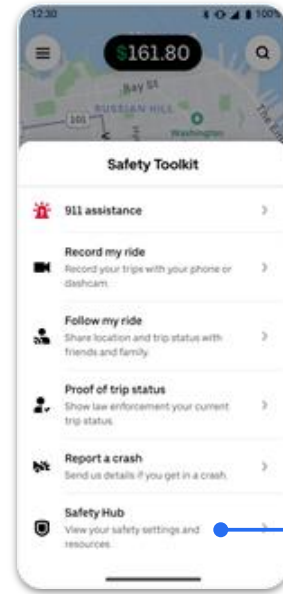 12:30
100%
$161.80
Bay St
RUSSIAN HILL
101
Washington
The Em
Safety Toolkit
911 assistance
Record my ride
Record your trips with your phone or
dashcam.
Follow my ride
Share location and trip status with
friends and family.
Proof of trip status
Show law enforcement your current
trip status.
Report a crash
Send us details if you get in a crash.
Safety Hub
View your safety settings and
resources.